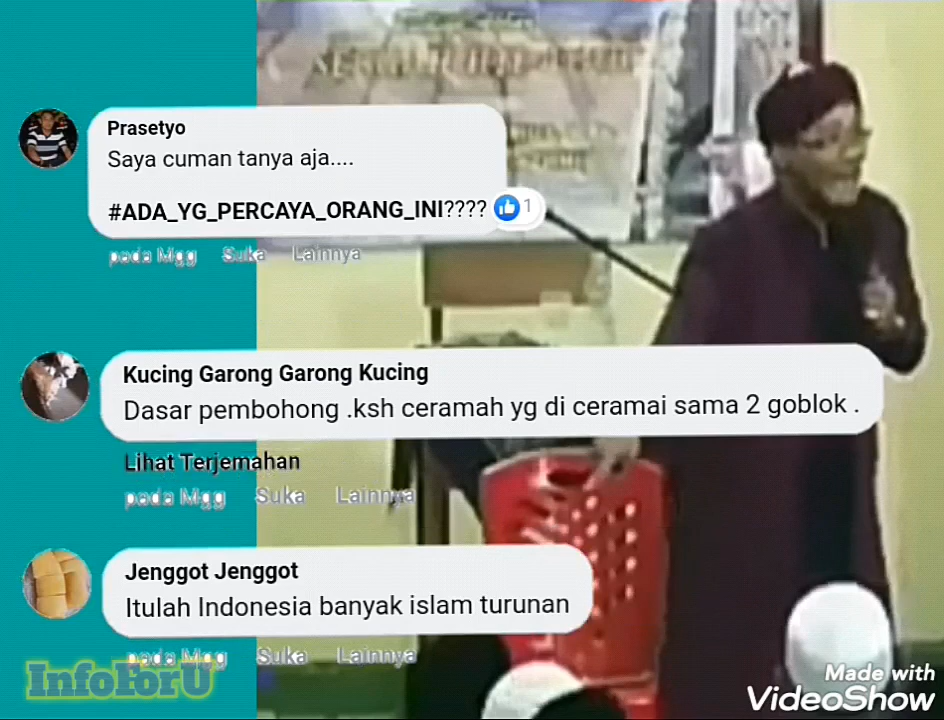 Prasetyo
Saya cuman tanya aja....
#ADA_YG_PERCAYA_ORANG_INI????
1
pada Mgg Suka Lainnya
Kucing Garong Garong Kucing
Dasar pembohong .ksh ceramah yg di ceramai sama 2 goblok .
Lihat Terjemahan
pada Mgg Suka Lainnya
Jenggot Jenggot
Itulah Indonesia banyak islam turunan
pada Mgg Suka Lainnya
InfoForU
Made with
VideoShow